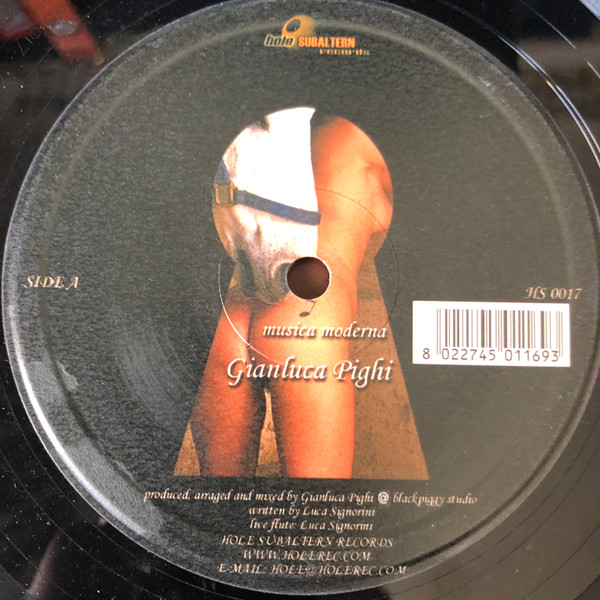 hole SUBALTERN
SIDE A
HS 0017
musica moderna
Gianluca Pighi
8 022745 011693
produced, arraged and mixed by Gianluca Pighi @ blackpiggy studio
written by Luca Signorini
live flute: Luca Signorini
HOLE SUBALTERN RECORDS
WWW.HOLEREC.COM
E-MAIL: HOLE@HOLEREC.COM